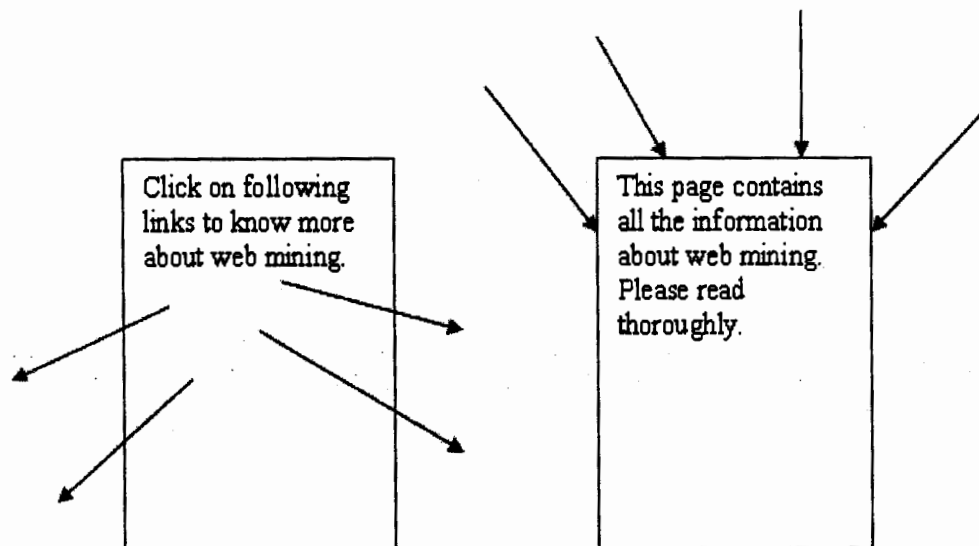 Click on following
links to know more
about web mining.
This page contains
all the information
about web mining.
Please read
thoroughly.